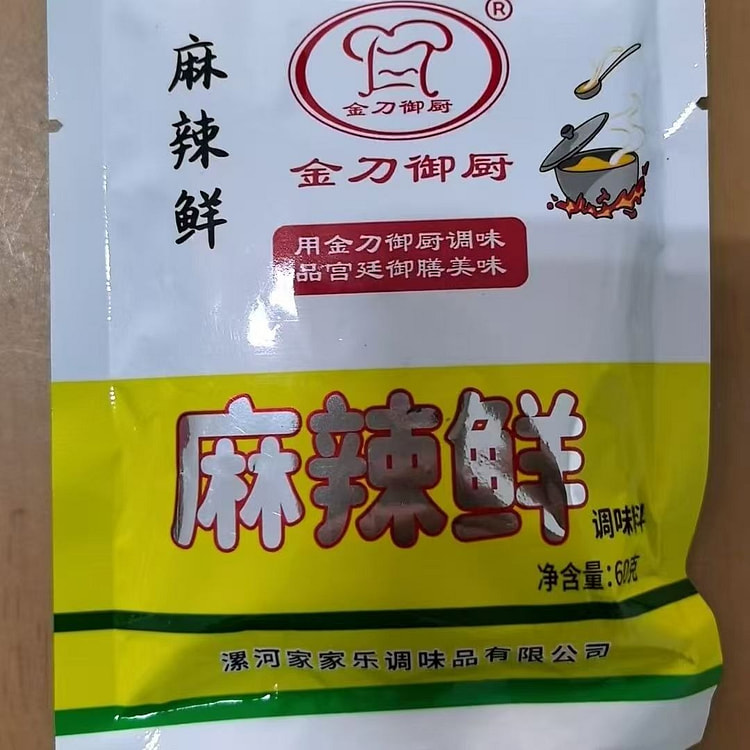 麻辣鲜
®
金刀御厨
金刀御厨
用金刀御厨调味
品宫廷御膳美味
麻辣鲜
调味料
净含量:60克
漯河家家乐调味品有限公司